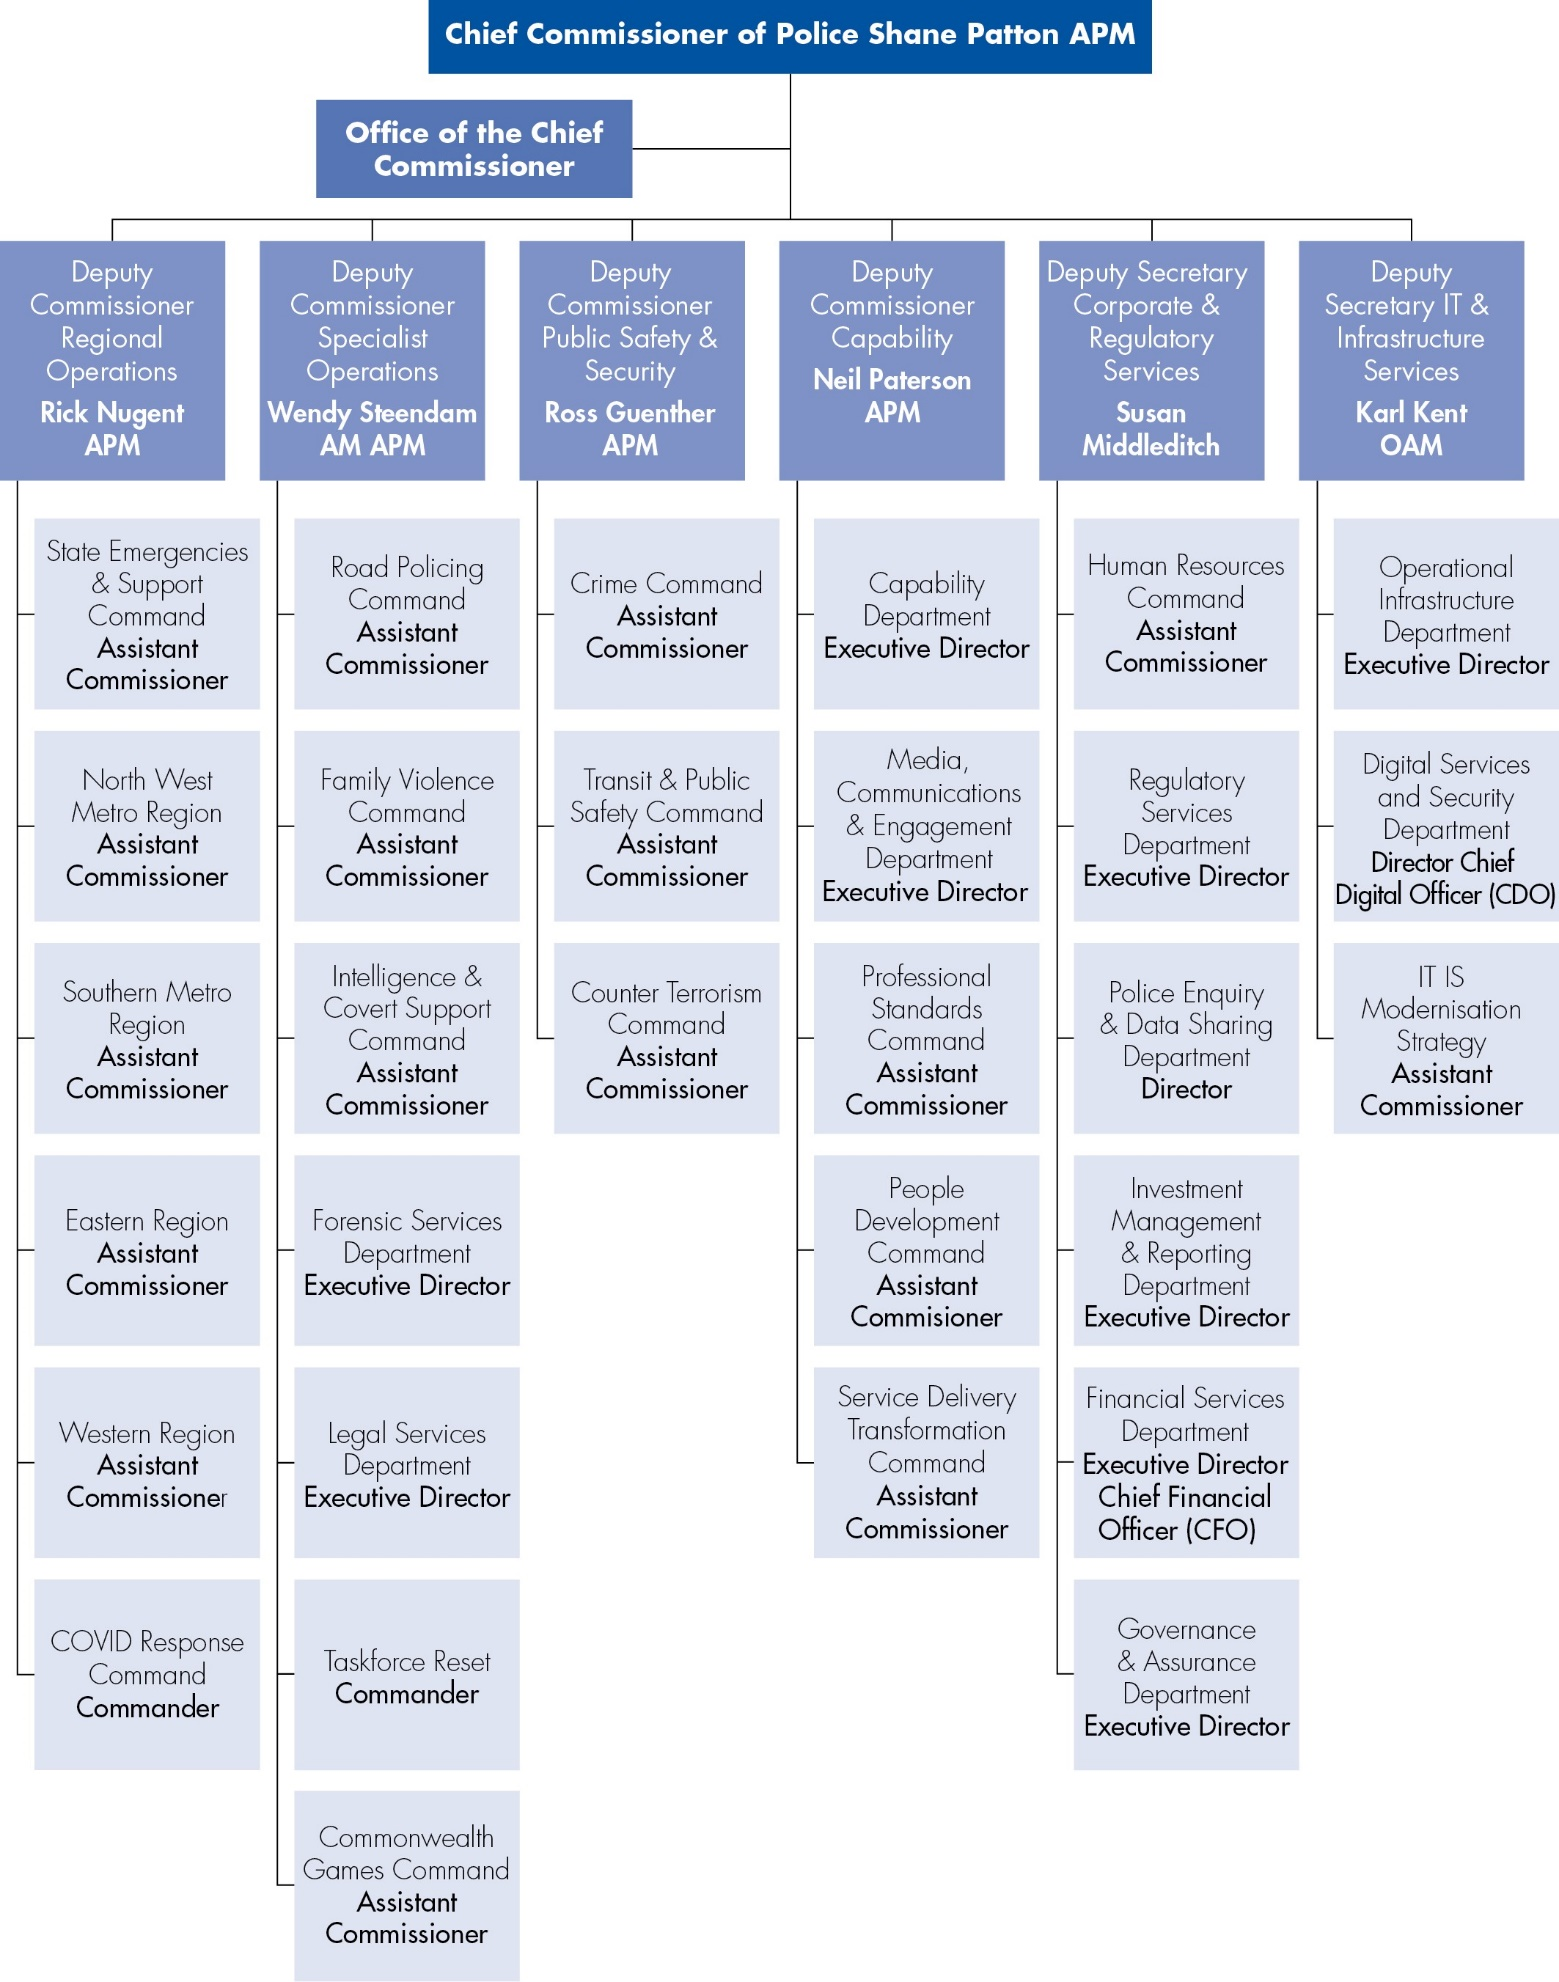 Chief Commissioner of Police Shane Patton APM
Office of the Chief
Commissioner
Deputy
Commissioner
Regional
Operations
Rick Nugent
APM
State Emergencies
& Support
Command
Assistant
Commissioner
North West
Metro Region
Assistant
Commissioner
Southern Metro
Region
Assistant
Commissioner
Eastern Region
Assistant
Commissioner
Western Region
Assistant
Commissioner
COVID Response
Command
Commander
Deputy
Commissioner
Specialist
Operations
Wendy Steendam
AM APM
Road Policing
Command
Assistant
Commissioner
Family Violence
Command
Assistant
Commissioner
Intelligence &
Covert Support
Command
Assistant
Commissioner
Forensic Services
Department
Executive Director
Legal Services
Department
Executive Director
Taskforce Reset
Commander
Commonwealth
Games Command
Assistant
Commissioner
Deputy
Commissioner
Public Safety &
Security
Ross Guenther
APM
Crime Command
Assistant
Commissioner
Transit & Public
Safety Command
Assistant
Commissioner
Counter Terrorism
Command
Assistant
Commissioner
Deputy
Commissioner
Capability
Neil Paterson
APM
Capability
Department
Executive Director
Media,
Communications
& Engagement
Department
Executive Director
Professional
Standards
Command
Assistant
Commissioner
People
Development
Command
Assistant
Commisioner
Service Delivery
Transformation
Command
Assistant
Commissioner
Deputy Secretary
Corporate &
Regulatory
Services
Susan
Middleditch
Human Resources
Command
Assistant
Commissioner
Regulatory
Services
Department
Executive Director
Police Enquiry
& Data Sharing
Department
Director
Investment
Management
& Reporting
Department
Executive Director
Financial Services
Department
Executive Director
Chief Financial
Officer (CFO)
Governance
& Assurance
Department
Executive Director
Deputy
Secretary IT &
Infrastructure
Services
Karl Kent
OAM
Operational
Infrastructure
Department
Executive Director
Digital Services
and Security
Department
Director Chief
Digital Officer (CDO)
IT IS
Modernisation
Strategy
Assistant
Commissioner